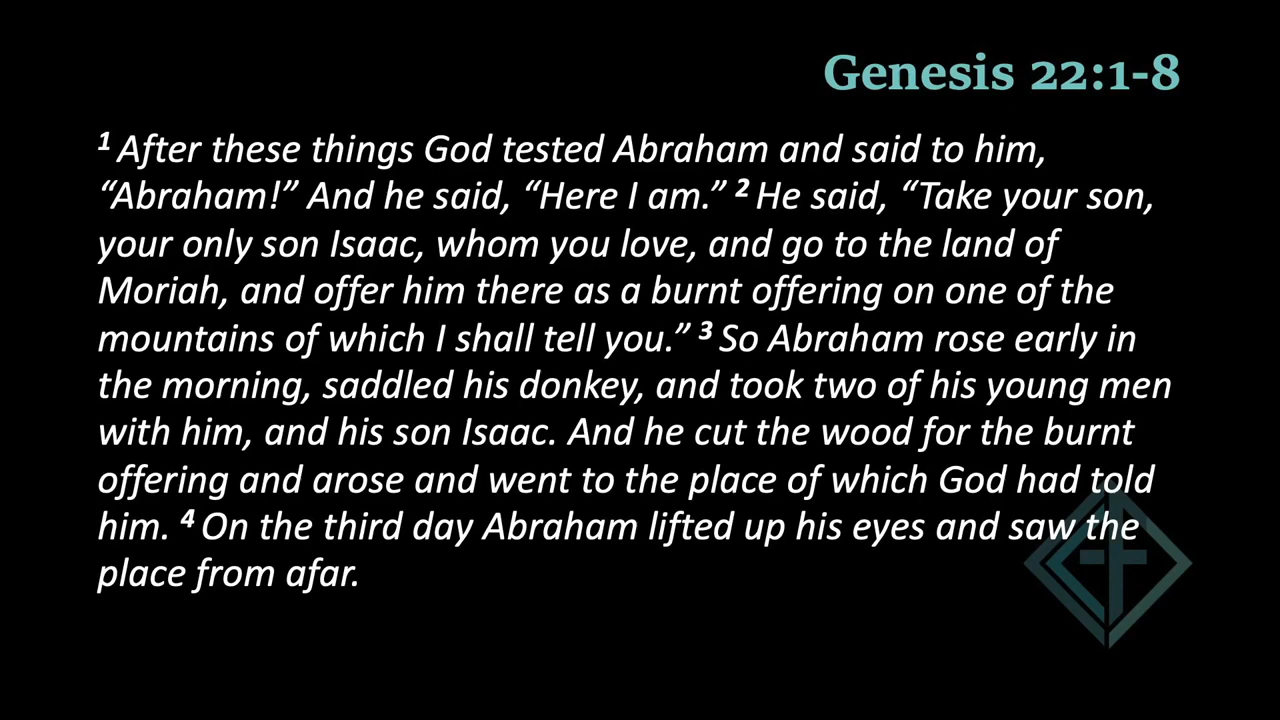 Genesis 22:1-8
1 After these things God tested Abraham and said to him,
“Abraham!” And he said, “Here I am.” 2 He said, “Take your son,
your only son Isaac, whom you love, and go to the land of
Moriah, and offer him there as a burnt offering on one of the
mountains of which I shall tell you.” 3 So Abraham rose early in
the morning, saddled his donkey, and took two of his young men
with him, and his son Isaac. And he cut the wood for the burnt
offering and arose and went to the place of which God had told
him. 4 On the third day Abraham lifted up his eyes and saw the
place from afar.